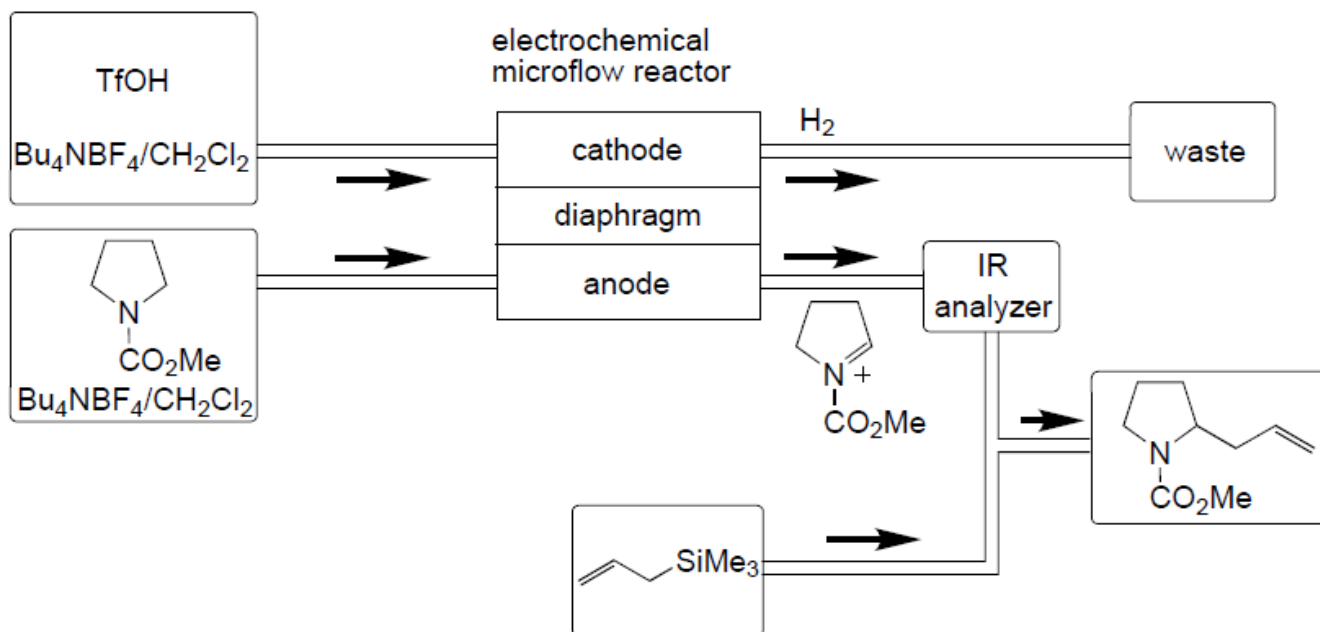 electrochemical
microflow reactor
TfOH
Bu₄NBF₄/CH₂Cl₂
cathode
H₂
waste
diaphragm
N
CO₂Me
Bu₄NBF₄/CH₂Cl₂
anode
IR
analyzer
N +
CO₂Me
N
CO₂Me
SiMe₃